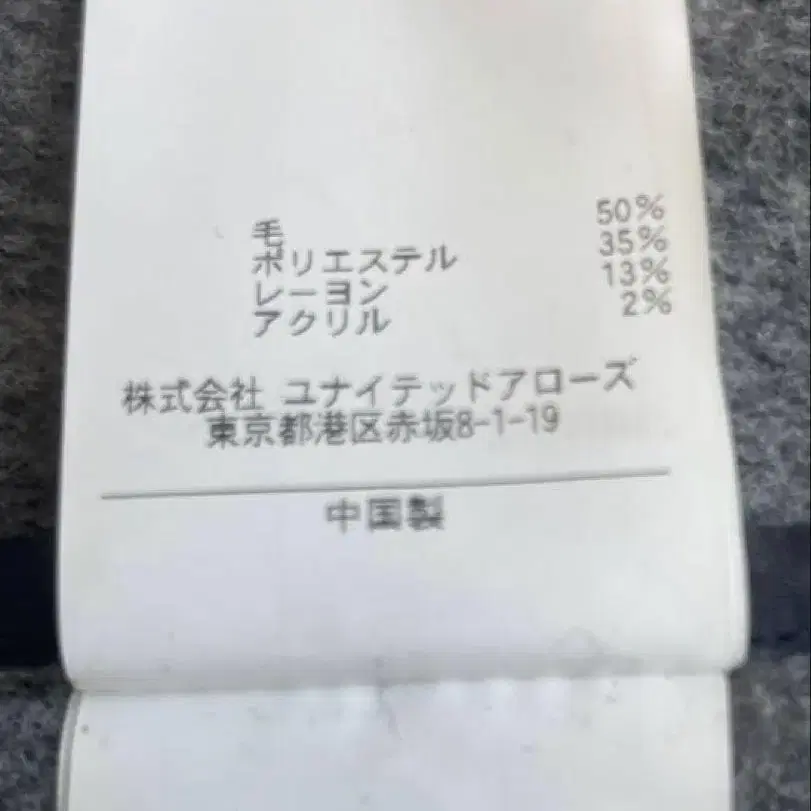 毛 50%
ポリエステル 35%
レーヨン 13%
アクリル 2%
株式会社 ユナイテッドアローズ
東京都港区赤坂8-1-19
中国製